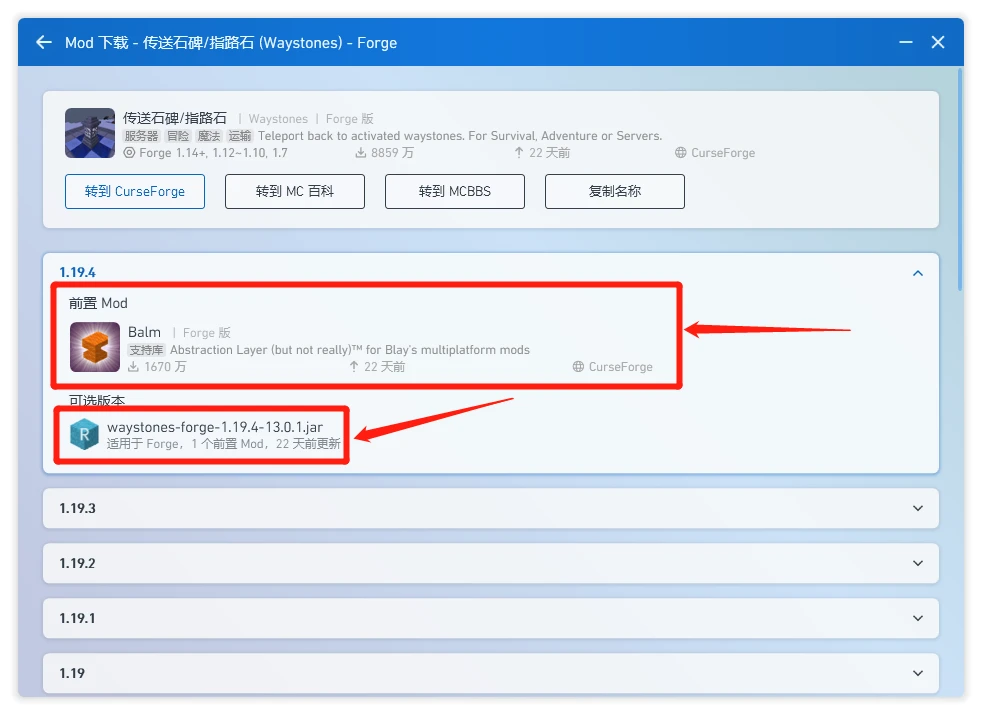 Mod 下载 - 传送石碑/指路石 (Waystones) - Forge
传送石碑/指路石 | Waystones | Forge 版
服务器 冒险 魔法 运输 Teleport back to activated waystones. For Survival, Adventure or Servers.
Forge 1.14+, 1.12~1.10, 1.7 8859 万 22 天前 CurseForge
转到 CurseForge 转到 MC 百科 转到 MCBBS 复制名称
1.19.4
前置 Mod
Balm | Forge 版
支持库 Abstraction Layer (but not really)™ for Blay's multiplatform mods
1670 万 22 天前 CurseForge
可选版本
R waystones-forge-1.19.4-13.0.1.jar
适用于 Forge，1 个前置 Mod，22 天前更新
1.19.3
1.19.2
1.19.1
1.19